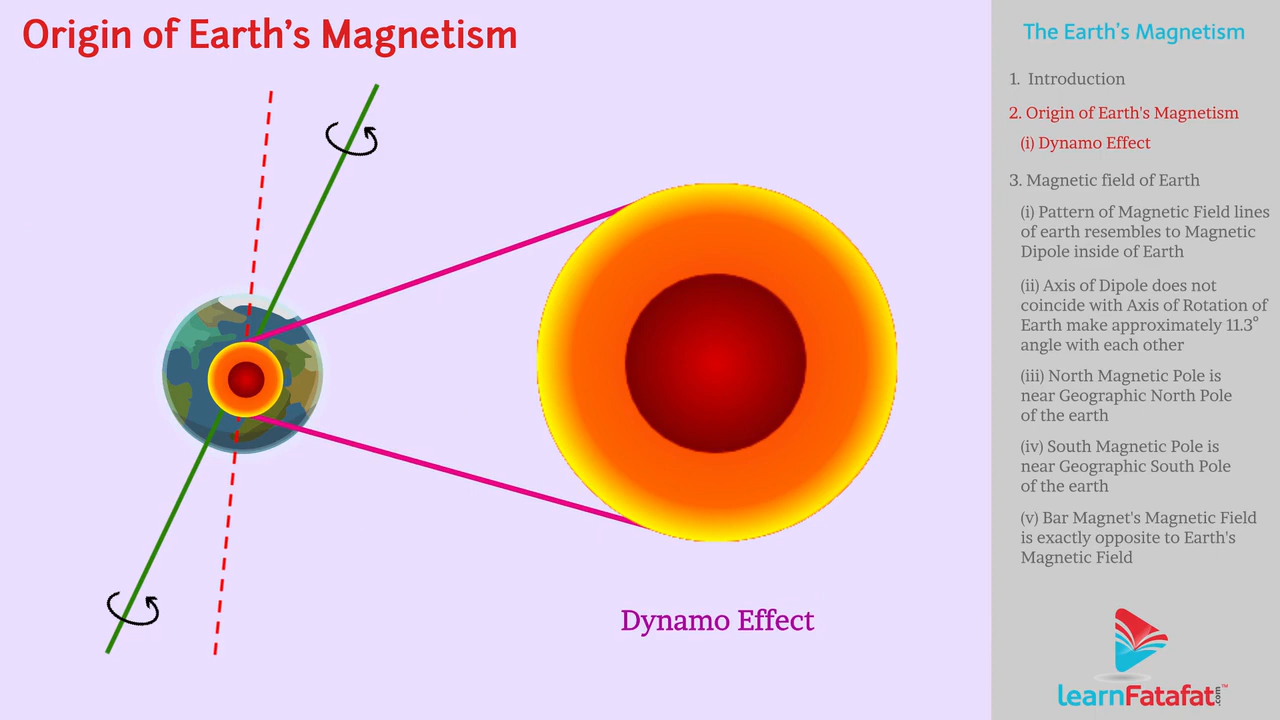 Origin of Earth's Magnetism
Dynamo Effect
The Earth's Magnetism
1. Introduction
2. Origin of Earth's Magnetism
(i) Dynamo Effect
3. Magnetic field of Earth
(i) Pattern of Magnetic Field lines
of earth resembles to Magnetic
Dipole inside of Earth
(ii) Axis of Dipole does not
coincide with Axis of Rotation of
Earth make approximately 11.3°
angle with each other
(iii) North Magnetic Pole is
near Geographic North Pole
of the earth
(iv) South Magnetic Pole is
near Geographic South Pole
of the earth
(v) Bar Magnet's Magnetic Field
is exactly opposite to Earth's
Magnetic Field
learnFatafat.com™